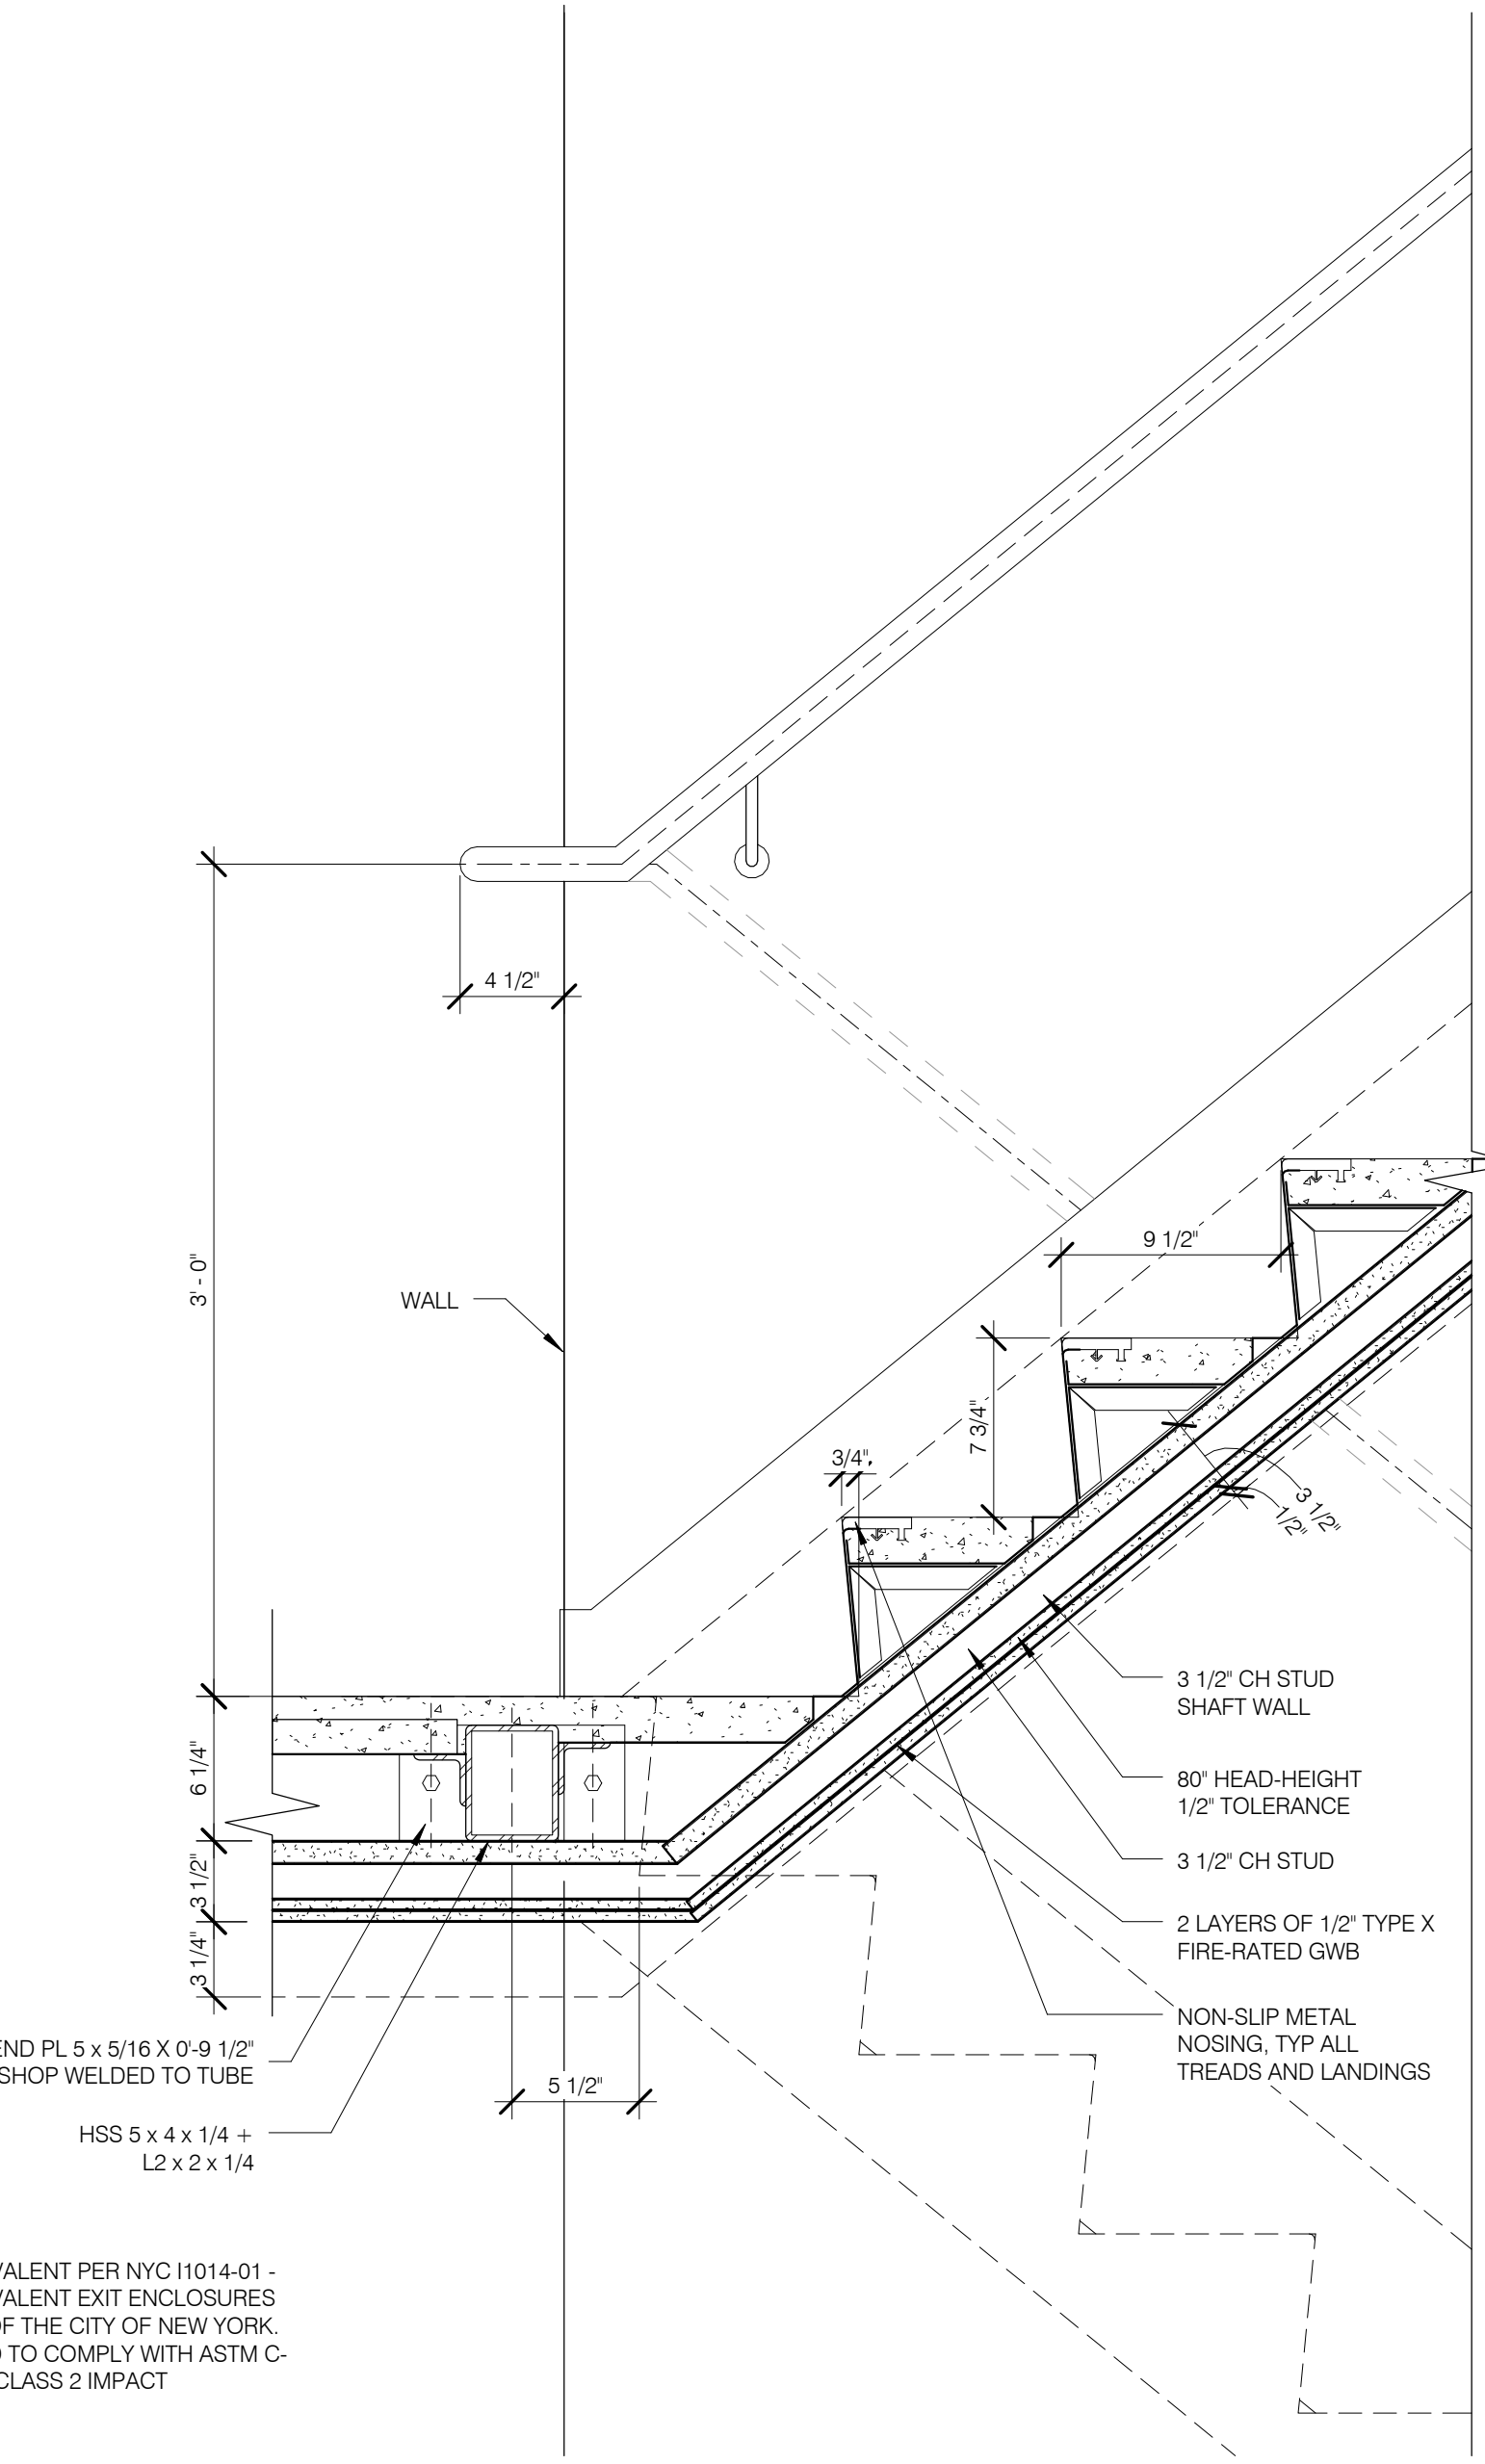 4 1/2"
3' - 0"
WALL
9 1/2"
7 3/4"
3/4"
3 1/2"
1/2"
3 1/2" CH STUD
SHAFT WALL
80" HEAD-HEIGHT
1/2" TOLERANCE
3 1/2" CH STUD
2 LAYERS OF 1/2" TYPE X
FIRE-RATED GWB
NON-SLIP METAL
NOSING, TYP ALL
TREADS AND LANDINGS
6 1/4"
3 1/2"
3 1/4"
END PL 5 x 5/16 X 0'-9 1/2"
SHOP WELDED TO TUBE
5 1/2"
HSS 5 x 4 x 1/4 +
L2 x 2 x 1/4
VALENT PER NYC I1014-01 -
VALENT EXIT ENCLOSURES
OF THE CITY OF NEW YORK.
TO COMPLY WITH ASTM C-
CLASS 2 IMPACT